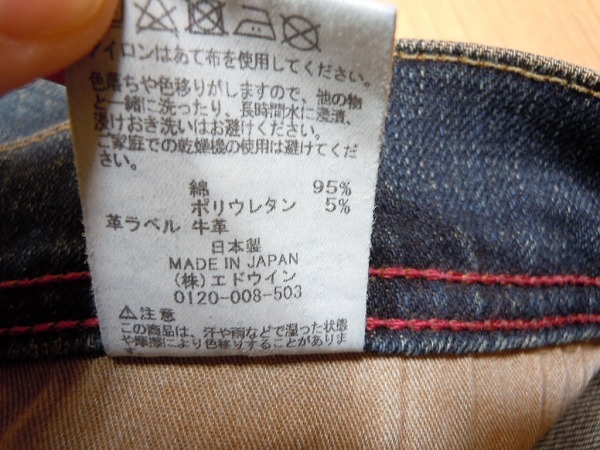 アイロンはあて布を使用してください。
色落ちや色移りがしますので、他の物
と一緒に洗ったり、長時間水に浸漬、
浸けおき洗いはお避けください。
ご家庭での乾燥機の使用は避けてくだ
さい。
綿 95%
ポリウレタン 5%
革ラベル 牛革
日本製
MADE IN JAPAN
(株)エドウイン
0120-008-503
⚠注意
この商品は、汗や雨などで湿った状態
や摩擦により色移りすることがありま